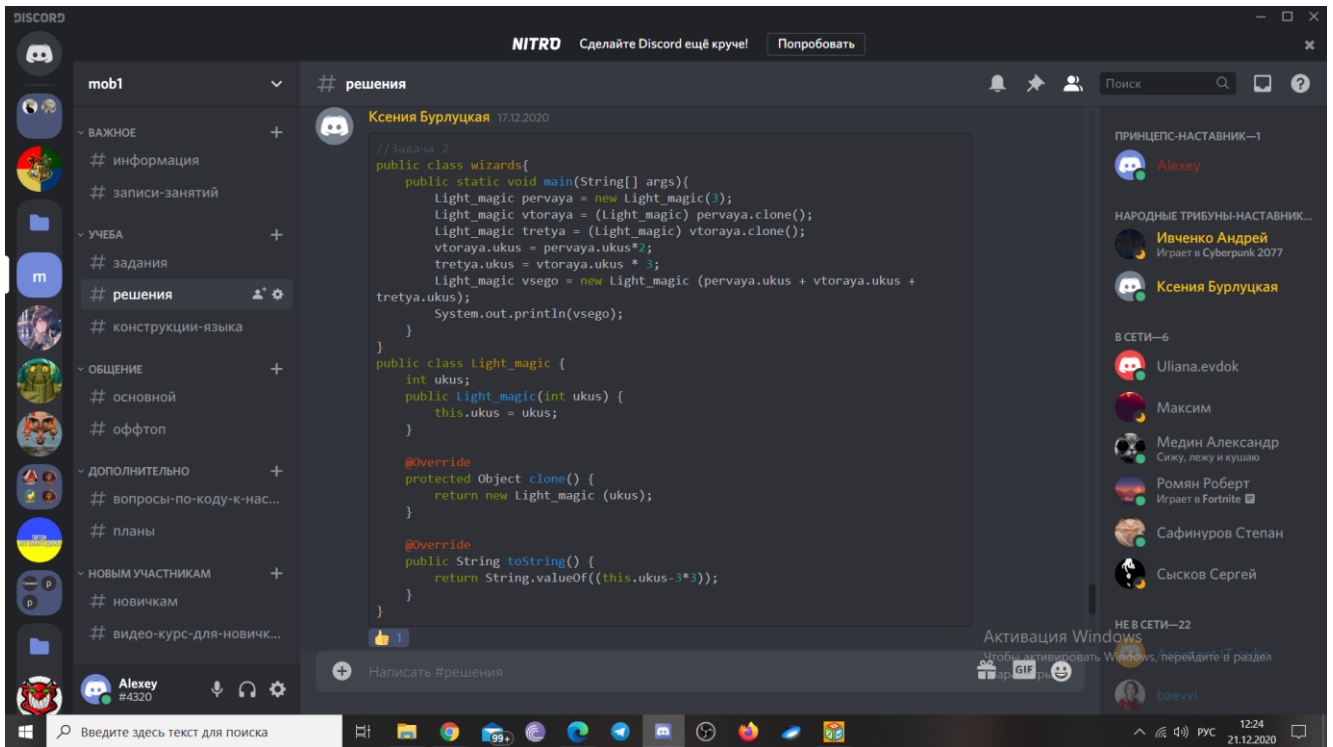 DISCORD
NITRO Сделайте Discord ещё круче! Попробовать
mob1
ВАЖНОЕ
информация
записи-занятий
УЧЕБА
задания
решения
конструкции-языка
ОБЩЕНИЕ
основной
оффтоп
ДОПОЛНИТЕЛЬНО
вопросы-по-коду-к-нас...
планы
НОВЫМ УЧАСТНИКАМ
новичкам
видео-курс-для-новичк...
m
p
p
Alexey
#4320
# решения
Поиск
Ксения Бурлуцкая 17.12.2020
//Задача 2
public class wizards{
public static void main(String[] args){
Light_magic pervaya = new Light_magic(3);
Light_magic vtoraya = (Light_magic) pervaya.clone();
Light_magic tretya = (Light_magic) vtoraya.clone();
vtoraya.ukus = pervaya.ukus*2;
tretya.ukus = vtoraya.ukus * 3;
Light_magic vsego = new Light_magic (pervaya.ukus + vtoraya.ukus +
tretya.ukus);
System.out.println(vsego);
}
}
public class Light_magic {
int ukus;
public Light_magic(int ukus) {
this.ukus = ukus;
}
@Override
protected Object clone() {
return new Light_magic (ukus);
}
@Override
public String toString() {
return String.valueOf((this.ukus-3*3));
}
}
1
Написать #решения
GIF
ПРИНЦЕПС-НАСТАВНИК—1
Alexey
НАРОДНЫЕ ТРИБУНЫ-НАСТАВНИК...
Ивченко Андрей
Играет в Cyberpunk 2077
Ксения Бурлуцкая
В СЕТИ—6
Uliana.evdok
Максим
Медин Александр
Сижу, лежу и кушаю
Ромян Роберт
Играет в Fortnite
Сафинуров Степан
Сысков Сергей
НЕ В СЕТИ—22
baevvi
Активация Windows
Чтобы активировать Windows, перейдите в раздел
Введите здесь текст для поиска
99+
РУС
12:24
21.12.2020